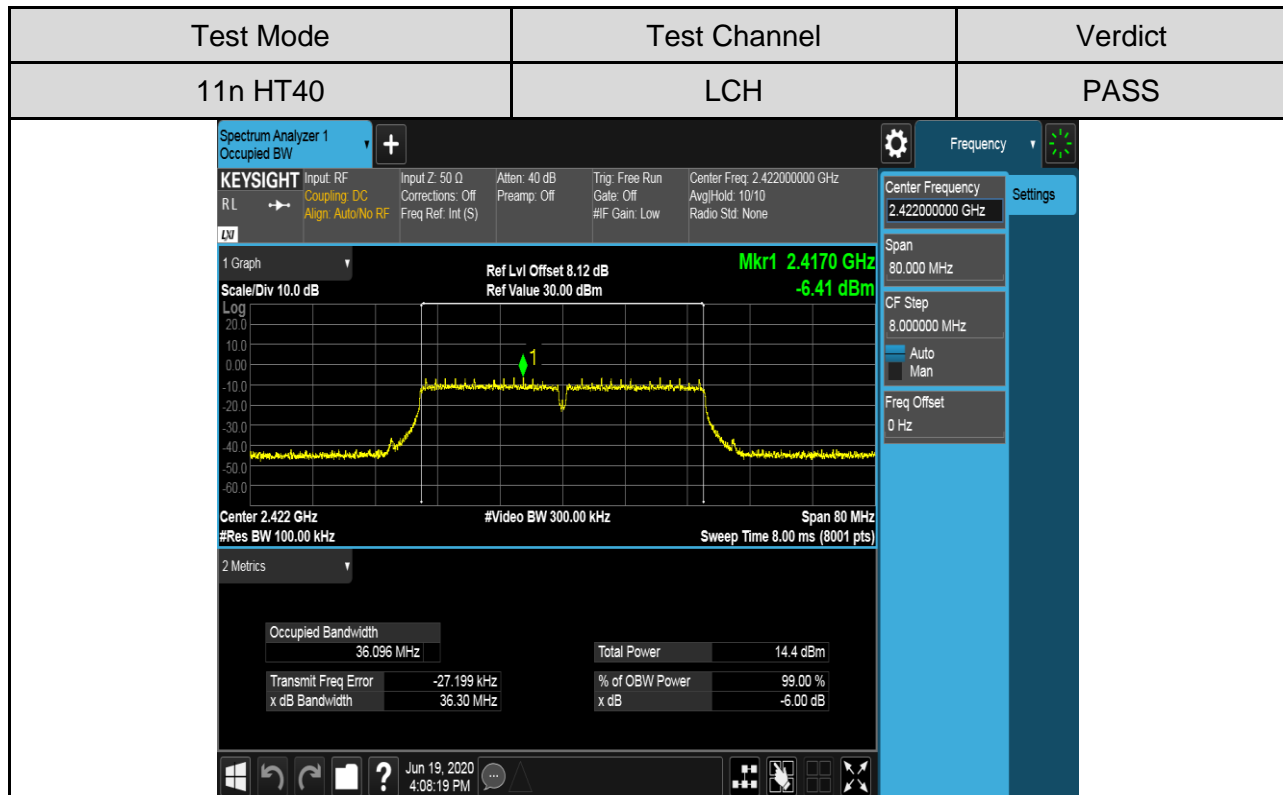 Test Mode Test Channel Verdict
11n HT40 LCH PASS
Spectrum Analyzer 1
Occupied BW
+
Frequency
KEYSIGHT Input: RF Input Z: 50 Ω Atten: 40 dB Trig: Free Run Center Freq: 2.422000000 GHz
RL Coupling: DC Corrections: Off Preamp: Off Gate: Off Avg|Hold: 10/10
Align: Auto/No RF Freq Ref: Int (S) #IF Gain: Low Radio Std: None
LXI
Center Frequency
2.422000000 GHz
Settings
Span
80.000 MHz
CF Step
8.000000 MHz
Auto
Man
Freq Offset
0 Hz
1 Graph Ref Lvl Offset 8.12 dB Mkr1 2.4170 GHz
Scale/Div 10.0 dB Ref Value 30.00 dBm -6.41 dBm
Log
20.0
10.0
0.00
1
-10.0
-20.0
-30.0
-40.0
-50.0
-60.0
Center 2.422 GHz #Video BW 300.00 kHz Span 80 MHz
#Res BW 100.00 kHz Sweep Time 8.00 ms (8001 pts)
2 Metrics
Occupied Bandwidth
36.096 MHz Total Power 14.4 dBm
Transmit Freq Error -27.199 kHz % of OBW Power 99.00 %
x dB Bandwidth 36.30 MHz x dB -6.00 dB
? Jun 19, 2020
4:08:19 PM